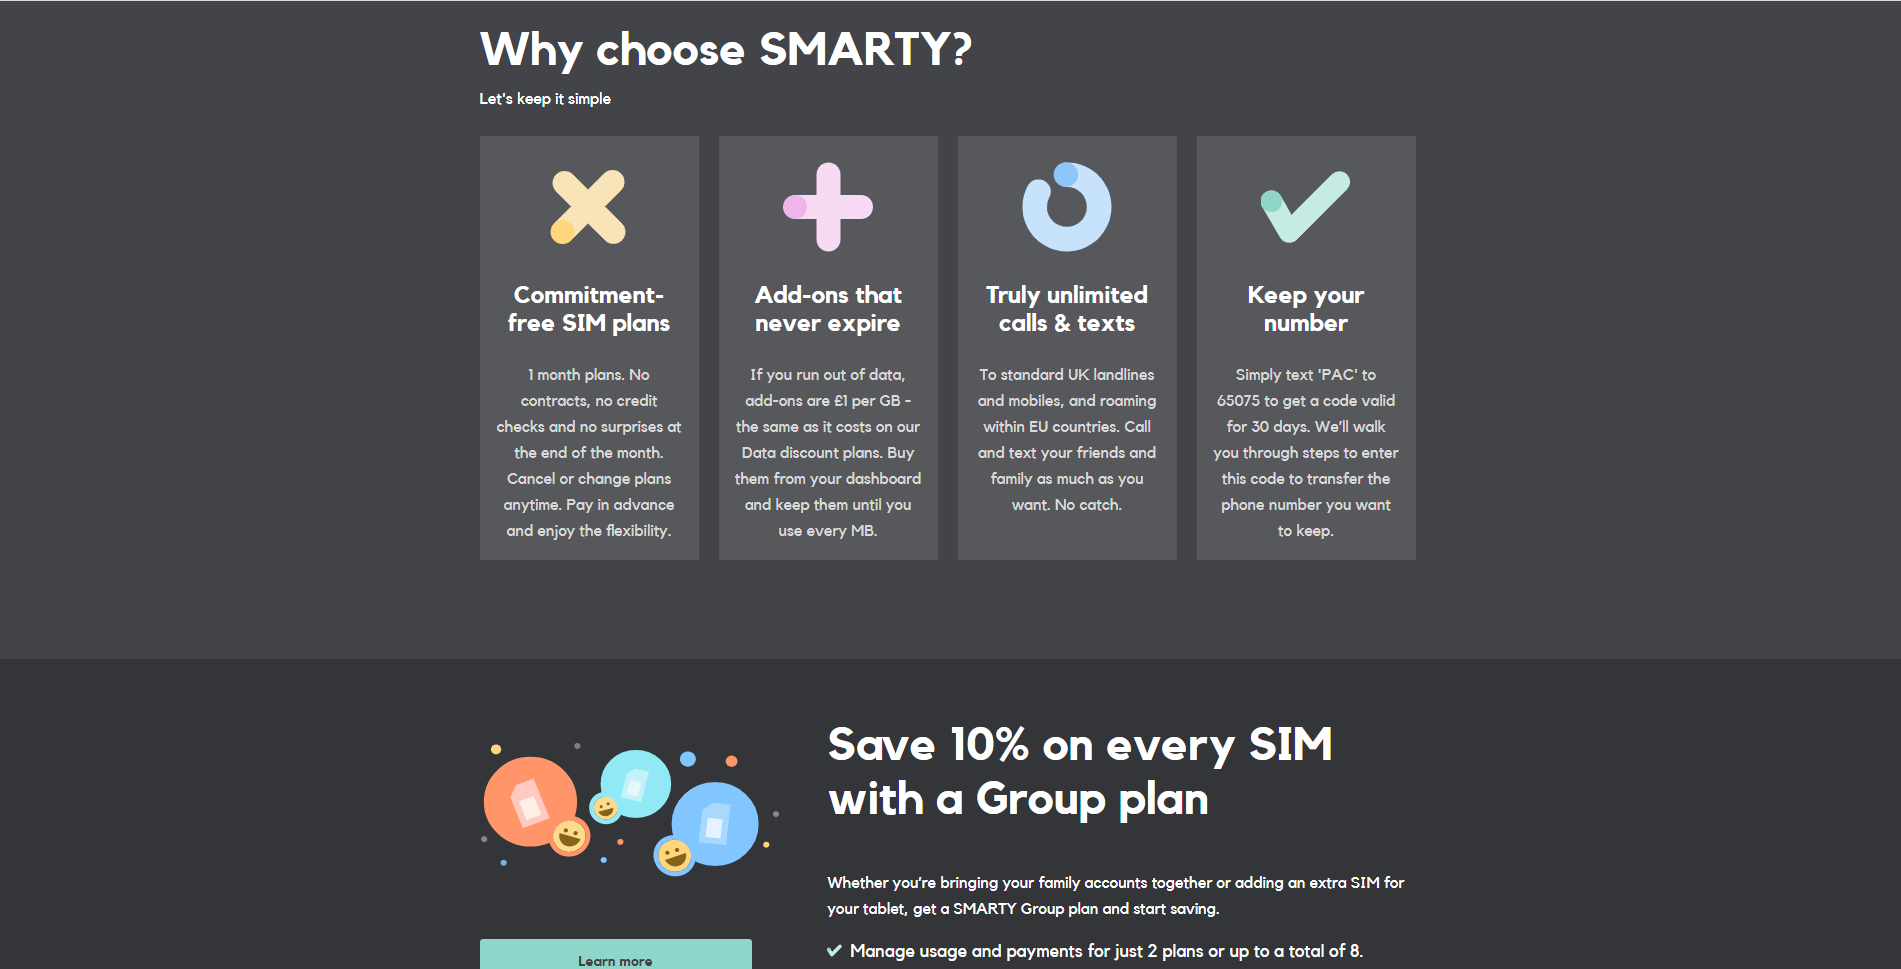 Why choose SMARTY?
Let's keep it simple
Commitment-
free SIM plans
1 month plans. No
contracts, no credit
checks and no surprises at
the end of the month.
Cancel or change plans
anytime. Pay in advance
and enjoy the flexibility.
Add-ons that
never expire
If you run out of data,
add-ons are £1 per GB -
the same as it costs on our
Data discount plans. Buy
them from your dashboard
and keep them until you
use every MB.
Truly unlimited
calls & texts
To standard UK landlines
and mobiles, and roaming
within EU countries. Call
and text your friends and
family as much as you
want. No catch.
Keep your
number
Simply text 'PAC' to
65075 to get a code valid
for 30 days. We’ll walk
you through steps to enter
this code to transfer the
phone number you want
to keep.
Save 10% on every SIM
with a Group plan
Whether you’re bringing your family accounts together or adding an extra SIM for
your tablet, get a SMARTY Group plan and start saving.
Manage usage and payments for just 2 plans or up to a total of 8.
Learn more